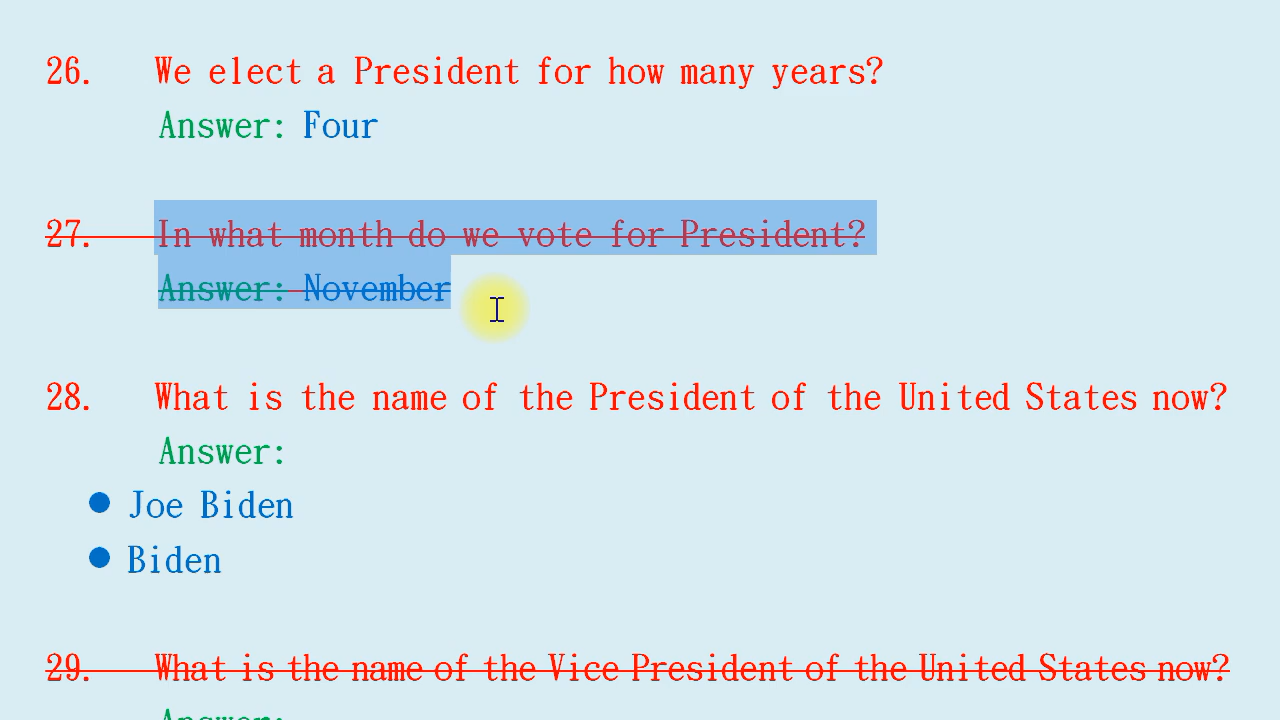 26. We elect a President for how many years?
Answer: Four
27. In what month do we vote for President?
Answer: November
28. What is the name of the President of the United States now?
Answer:
● Joe Biden
● Biden
29. What is the name of the Vice President of the United States now?
Answer: